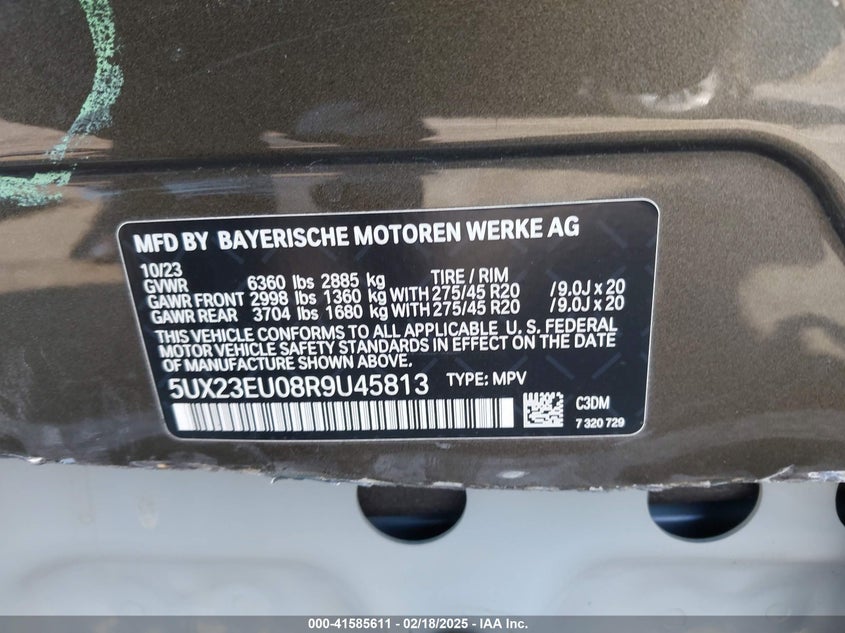 MFD BY BAYERISCHE MOTOREN WERKE AG
10/23
GVWR 6360 lbs 2885 kg TIRE / RIM
GAWR FRONT 2998 lbs 1360 kg WITH 275/45 R20 / 9.0J x 20
GAWR REAR 3704 lbs 1680 kg WITH 275/45 R20 / 9.0J x 20
THIS VEHICLE CONFORMS TO ALL APPLICABLE U. S. FEDERAL
MOTOR VEHICLE SAFETY STANDARDS IN EFFECT ON THE DATE
OF MANUFACTURE SHOWN ABOVE.
5UX23EU08R9U45813 TYPE: MPV
C3DM
7 320 729
000-41585611 - 02/18/2025 - IAA Inc.